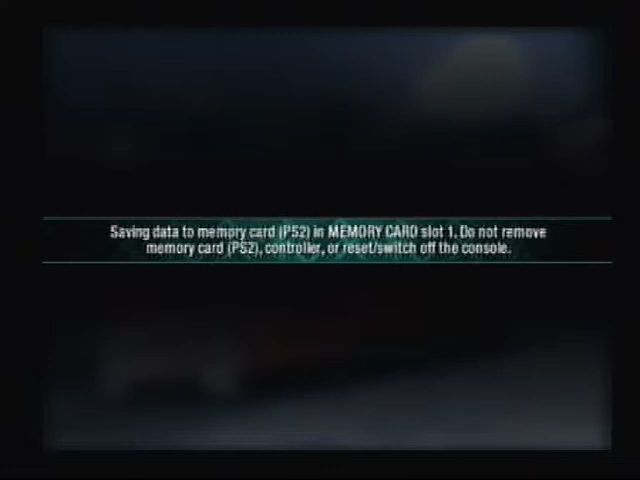 Saving data to memory card (PS2) in MEMORY CARD slot 1. Do not remove
memory card (PS2), controller, or reset/switch off the console.